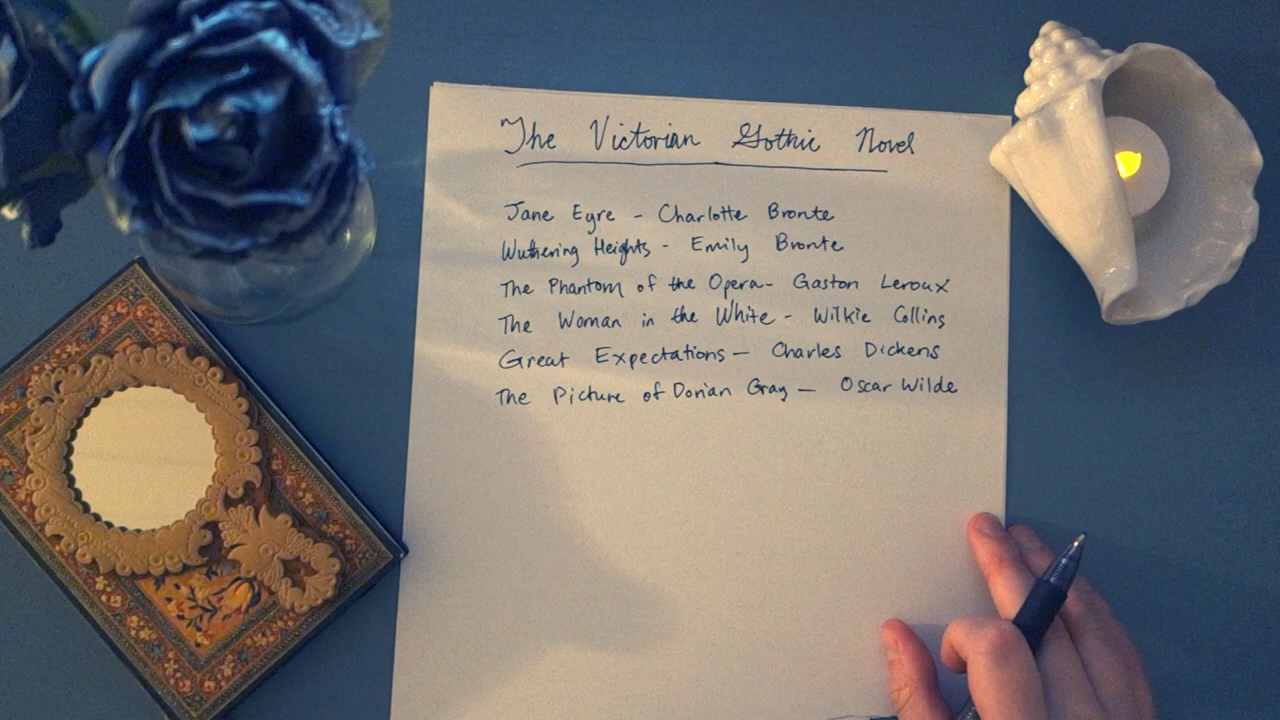 The Victorian Gothic Novel
Jane Eyre - Charlotte Bronte
Wuthering Heights - Emily Bronte
The Phantom of the Opera- Gaston Leroux
The Woman in the White - Wilkie Collins
Great Expectations — Charles Dickens
The Picture of Dorian Gray — Oscar Wilde